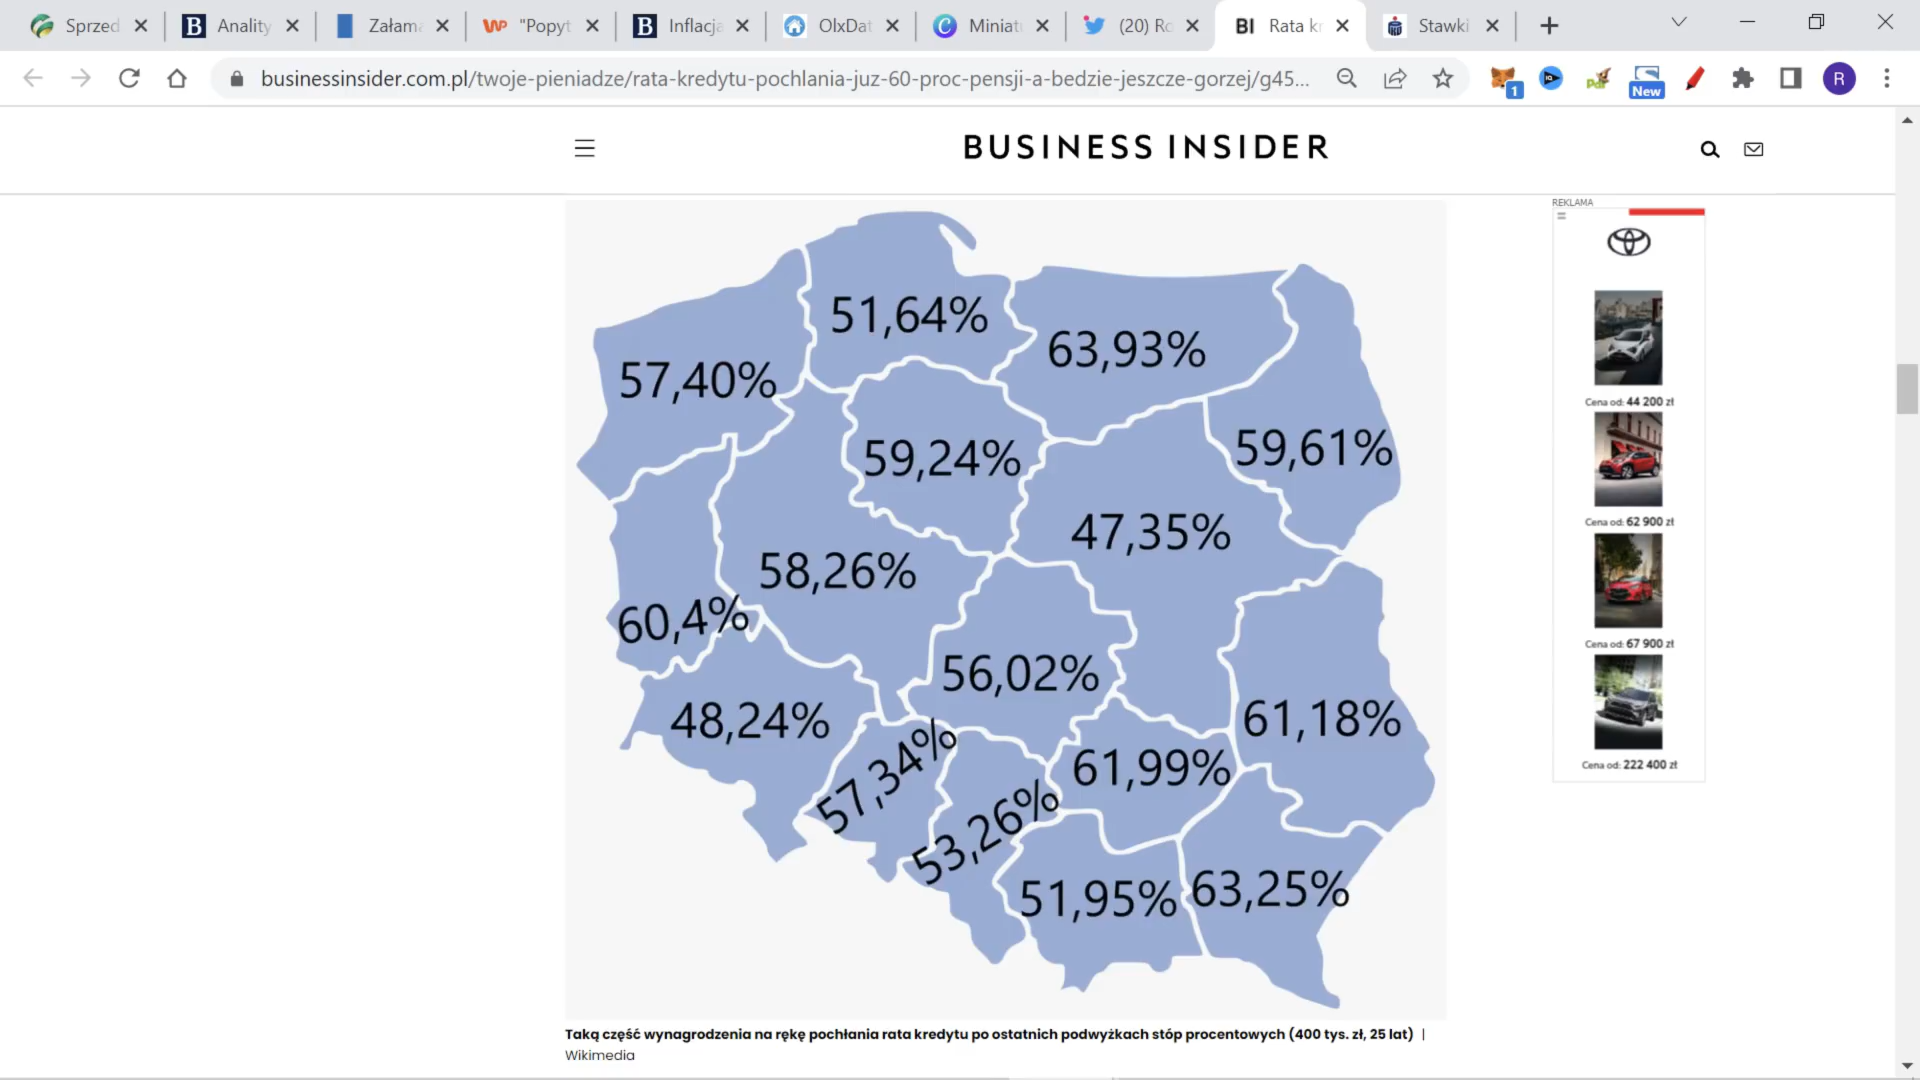 Sprzed
Anality
Załama
"Popyt
Inflacja
OlxDat
Miniatu
(20) Ro
BI
Rata kr
Stawki
businessinsider.com.pl/twoje-pieniadze/rata-kredytu-pochlania-juz-60-proc-pensji-a-bedzie-jeszcze-gorzej/g45...
1
New
R
BUSINESS INSIDER
REKLAMA
51,64%
63,93%
57,40%
59,24%
59,61%
47,35%
58,26%
60,4%
56,02%
48,24%
61,18%
57,34%
61,99%
53,26%
51,95%
63,25%
Cena od: 44 200 zł
Cena od: 62 900 zł
Cena od: 67 900 zł
Cena od: 222 400 zł
Taką część wynagrodzenia na rękę pochłania rata kredytu po ostatnich podwyżkach stóp procentowych (400 tys. zł, 25 lat) |
Wikimedia